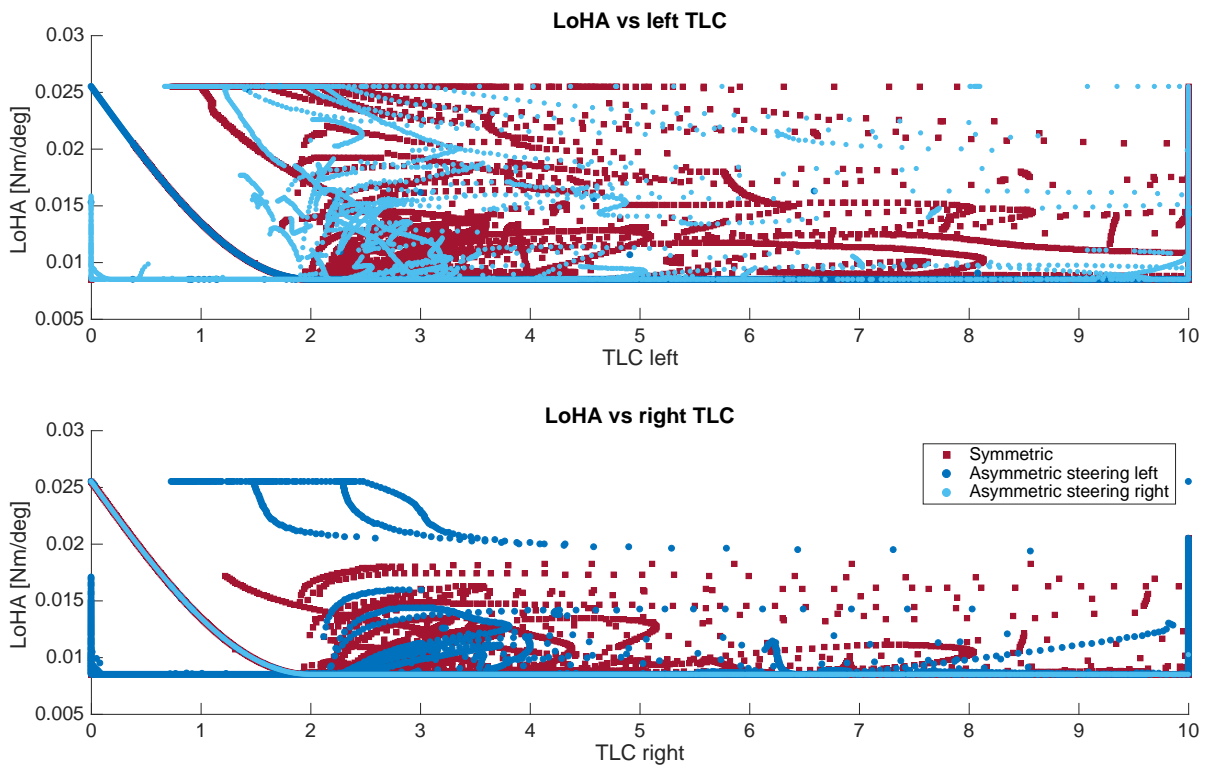 LoHA vs left TLC
0.03
0.025
0.02
0.015
0.01
0.005
LoHA [Nm/deg]
0 1 2 3 4 5 6 7 8 9 10
TLC left
LoHA vs right TLC
0.03
0.025
0.02
0.015
0.01
0.005
LoHA [Nm/deg]
Symmetric
Asymmetric steering left
Asymmetric steering right
0 1 2 3 4 5 6 7 8 9 10
TLC right